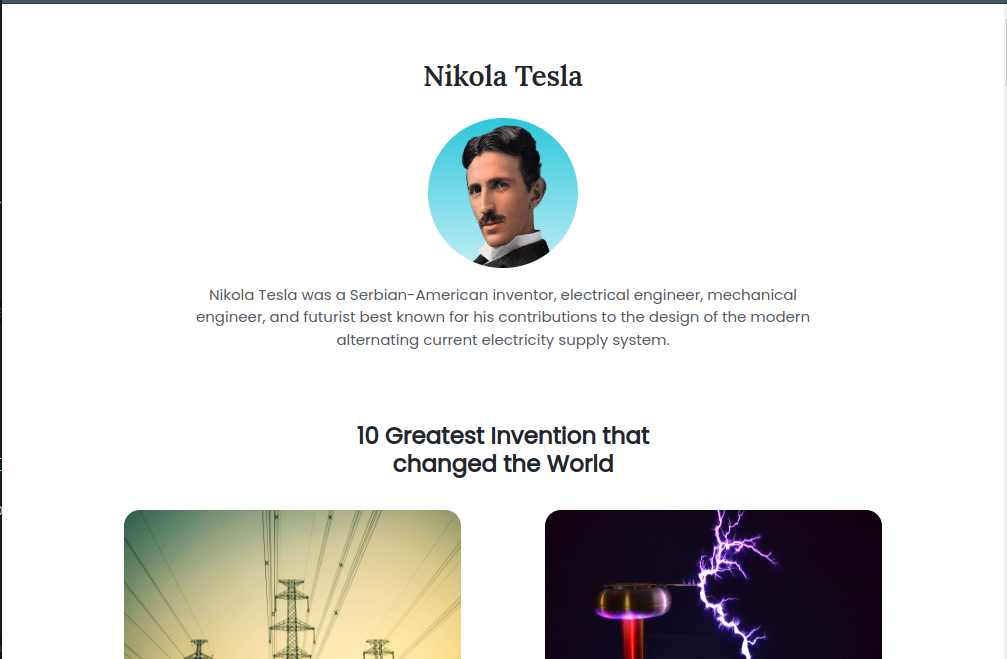 Nikola Tesla
Nikola Tesla was a Serbian-American inventor, electrical engineer, mechanical
engineer, and futurist best known for his contributions to the design of the modern
alternating current electricity supply system.
10 Greatest Invention that
changed the World